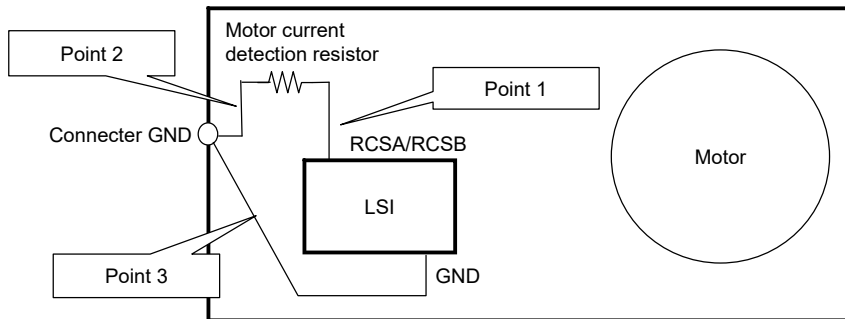 Motor current
detection resistor
Point 2
Point 1
Connecter GND
RCSA/RCSB
Motor
LSI
Point 3
GND